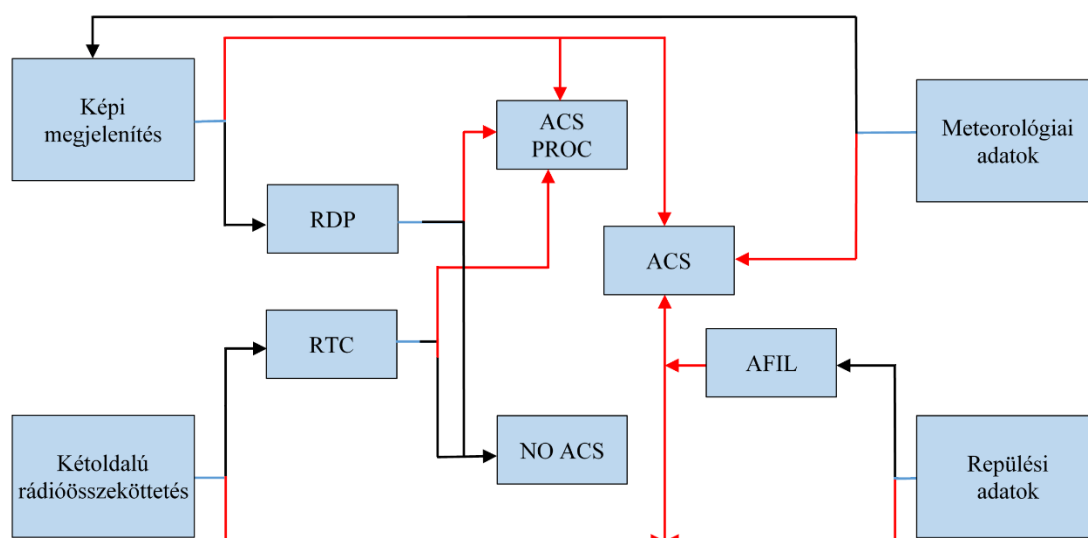 Képi
megjelenítés
ACS
PROC
Meteorológiai
adatok
RDP
ACS
RTC
AFIL
Kétoldalú
rádióösszeköttetés
NO ACS
Repülési
adatok